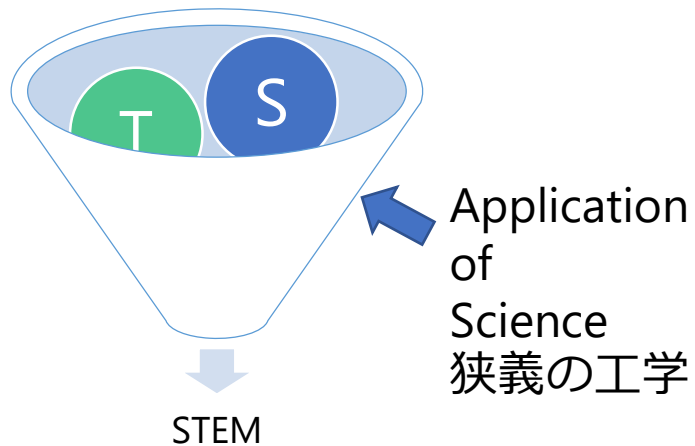 T
S
Application
of
Science
狭義の工学
STEM